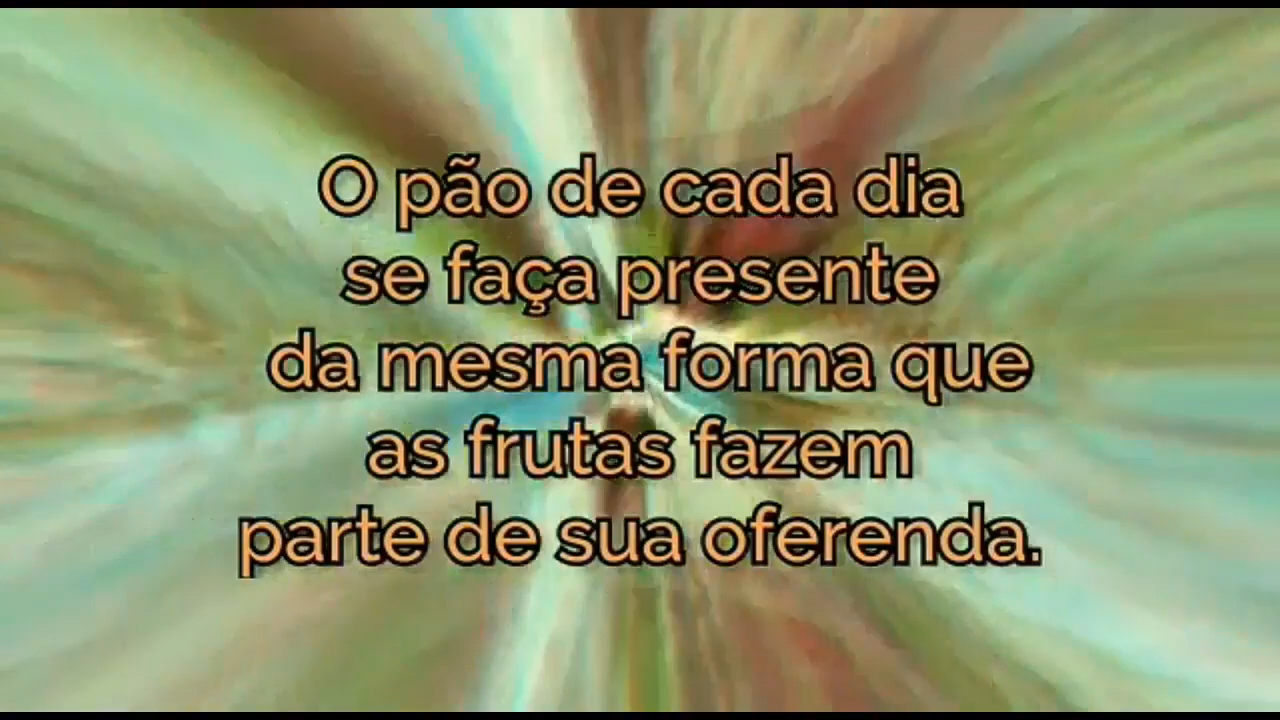 O pão de cada dia
se faça presente
da mesma forma que
as frutas fazem
parte de sua oferenda.